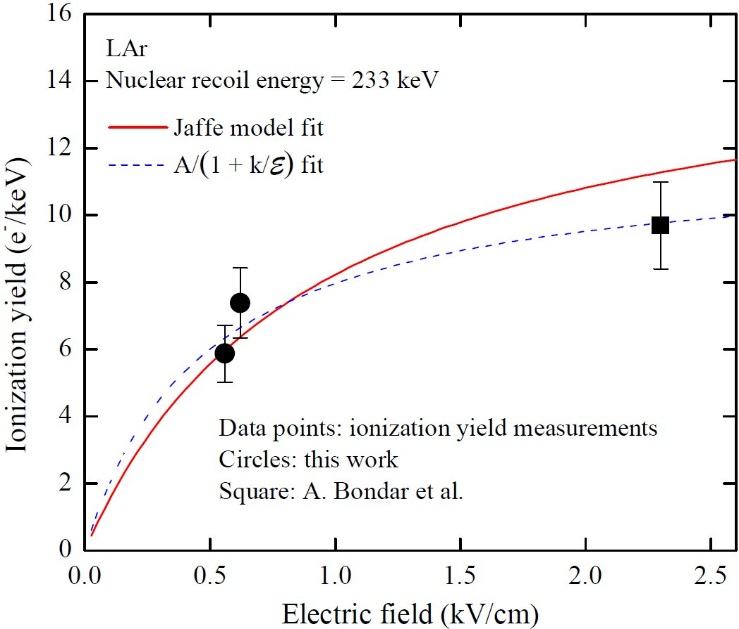 16
14
12
10
8
6
4
2
0
0.0
0.5
1.0
1.5
2.0
2.5
Ionization yield (e⁻/keV)
Electric field (kV/cm)
LAr
Nuclear recoil energy = 233 keV
Jaffe model fit
A/(1 + k/ℰ) fit
Data points: ionization yield measurements
Circles: this work
Square: A. Bondar et al.